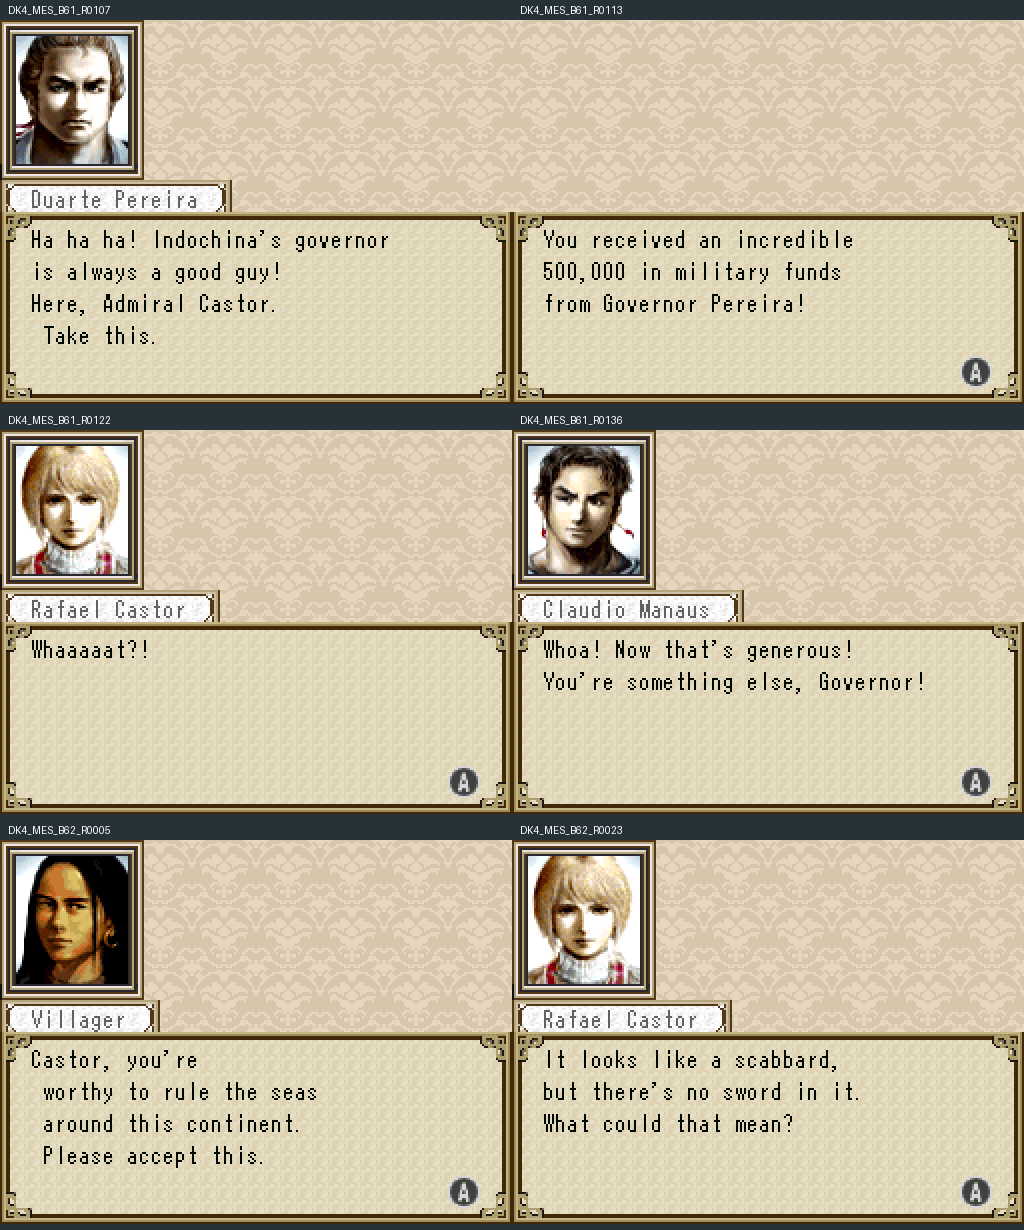 DK4_MES_B61_R0107
Duarte Pereira
Ha ha ha! Indochina's governor
is always a good guy!
Here, Admiral Castor.
Take this.
DK4_MES_B61_R0113
You received an incredible
500,000 in military funds
from Governor Pereira!
A
DK4_MES_B61_R0122
Rafael Castor
Whaaaaat?!
A
DK4_MES_B61_R0136
Claudio Manaus
Whoa! Now that's generous!
You're something else, Governor!
A
DK4_MES_B62_R0005
Villager
Castor, you're
worthy to rule the seas
around this continent.
Please accept this.
A
DK4_MES_B62_R0023
Rafael Castor
It looks like a scabbard,
but there's no sword in it.
What could that mean?
A